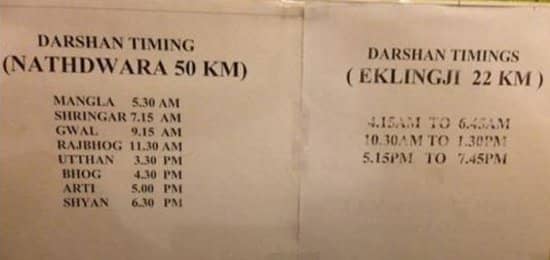 DARSHAN TIMING
(NATHDWARA 50 KM)
MANGLA 5.30 AM
SHRINGAR 7.15 AM
GWAL 9.15 AM
RAJBHOG 11.30 AM
UTTHAN 3.30 PM
BHOG 4.30 PM
ARTI 5.00 PM
SHYAN 6.30 PM
DARSHAN TIMINGS
( EKLINGJI 22 KM )
4.15AM TO 6.45AM
10.30AM TO 1.30PM
5.15PM TO 7.45PM